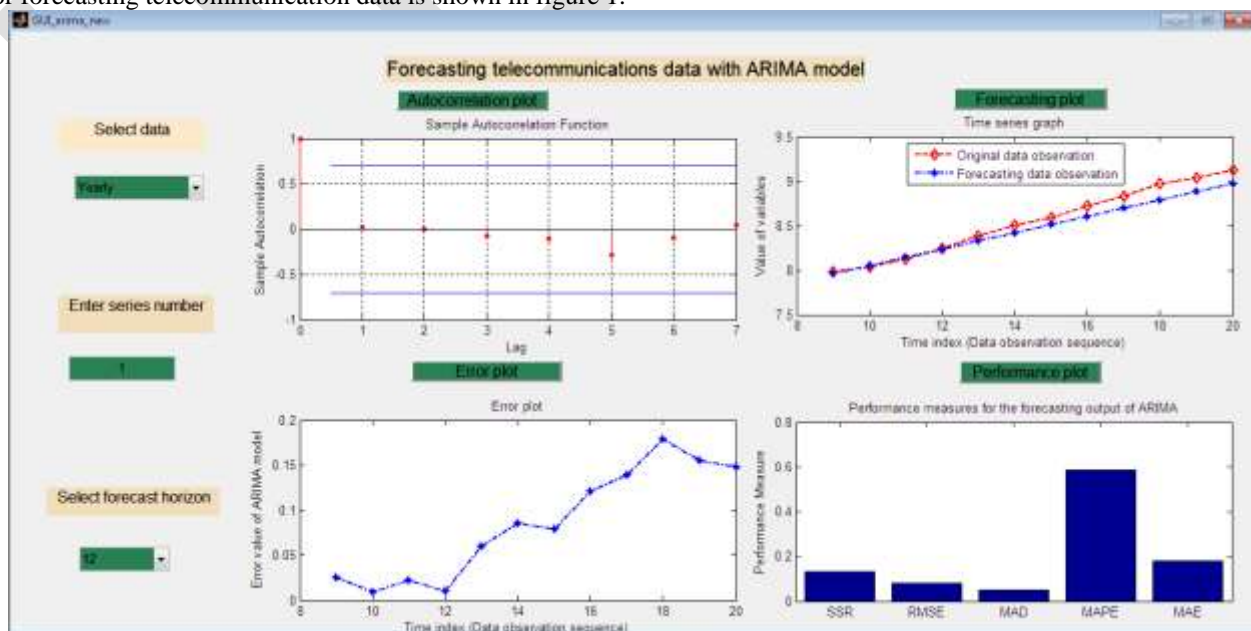 or forecasting telecommunication data is shown in figure 1.
GUI_arima_new
Forecasting telecommunications data with ARIMA model
Select data
Yearly
Enter series number
1
Select forecast horizon
12
Autocorrelation plot
Sample Autocorrelation Function
Sample Autocorrelation
1
0.5
0
-0.5
-1
0 1 2 3 4 5 6 7
Lag
Forecasting plot
Time series graph
Original data observation
Forecasting data observation
Value of variables
9.5
9
8.5
8
7.5
8 10 12 14 16 18 20
Time index (Data observation sequence)
Error plot
Error plot
Error value of ARIMA model
0.2
0.15
0.1
0.05
0
8 10 12 14 16 18 20
Time index (Data observation sequence)
Performance plot
Performance measures for the forecasting output of ARIMA
Performance Measure
0.8
0.6
0.4
0.2
0
SSR RMSE MAD MAPE MAE